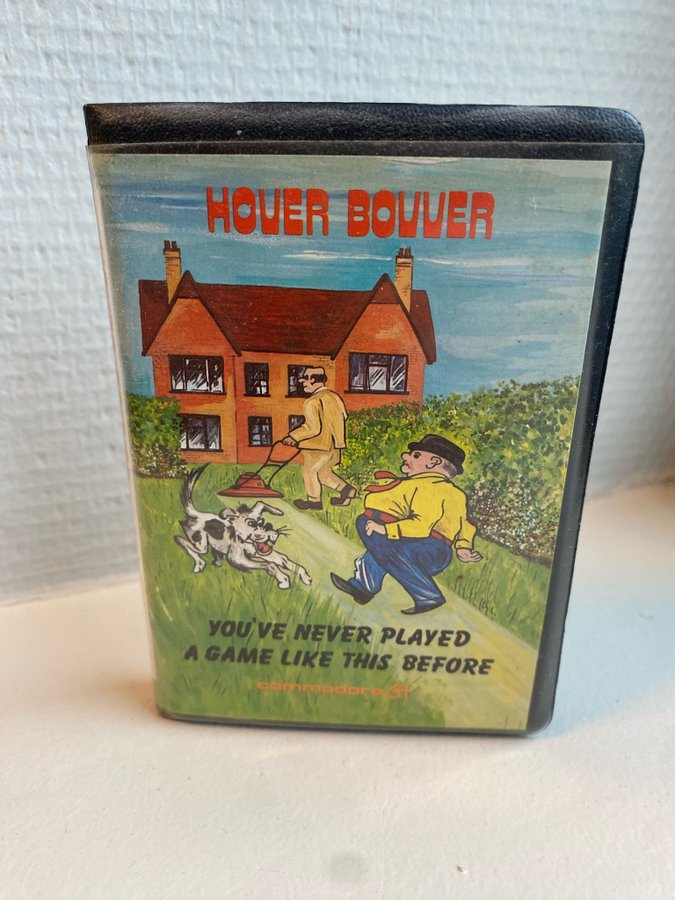 HOVER BOVVER
YOU'VE NEVER PLAYED
A GAME LIKE THIS BEFORE
commodore 64